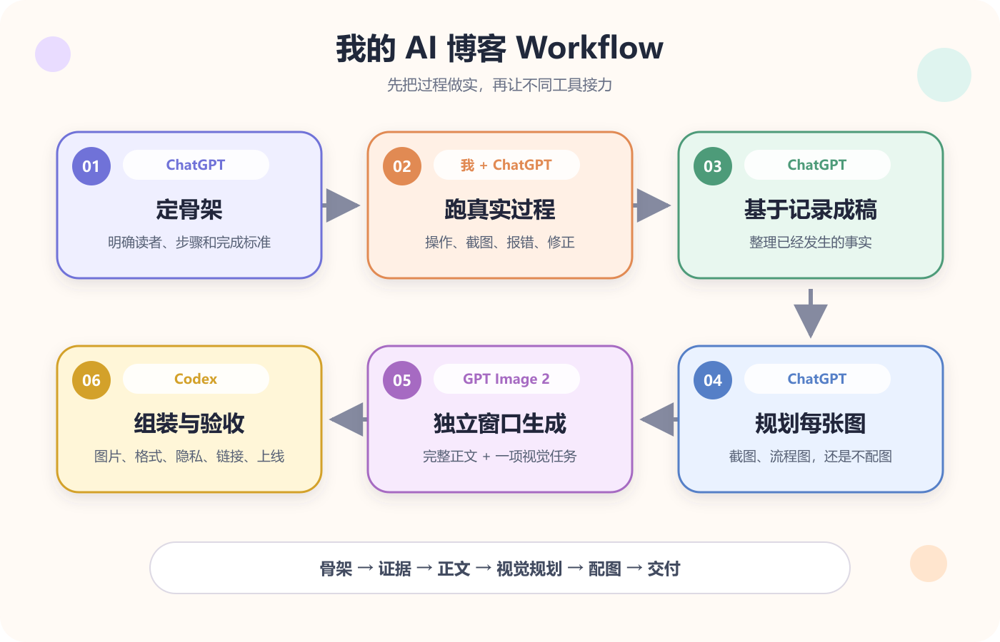 我的 AI 博客 Workflow
先把过程做实，再让不同工具接力
01
ChatGPT
定骨架
明确读者、步骤和完成标准
02
我 + ChatGPT
跑真实过程
操作、截图、报错、修正
03
ChatGPT
基于记录成稿
整理已经发生的事实
04
ChatGPT
规划每张图
截图、流程图，还是不配图
05
GPT Image 2
独立窗口生成
完整正文 + 一项视觉任务
06
Codex
组装与验收
图片、格式、隐私、链接、上线
骨架 → 证据 → 正文 → 视觉规划 → 配图 → 交付